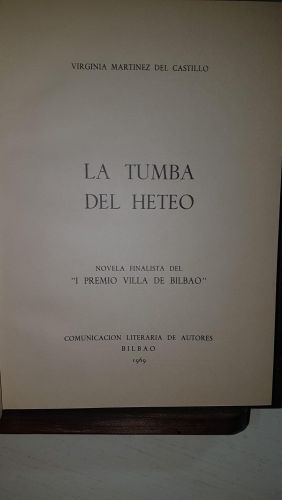 VIRGINIA MARTINEZ DEL CASTILLO
LA TUMBA
DEL HETEO
NOVELA FINALISTA DEL
"I PREMIO VILLA DE BILBAO"
COMUNICACION LITERARIA DE AUTORES
BILBAO
1969